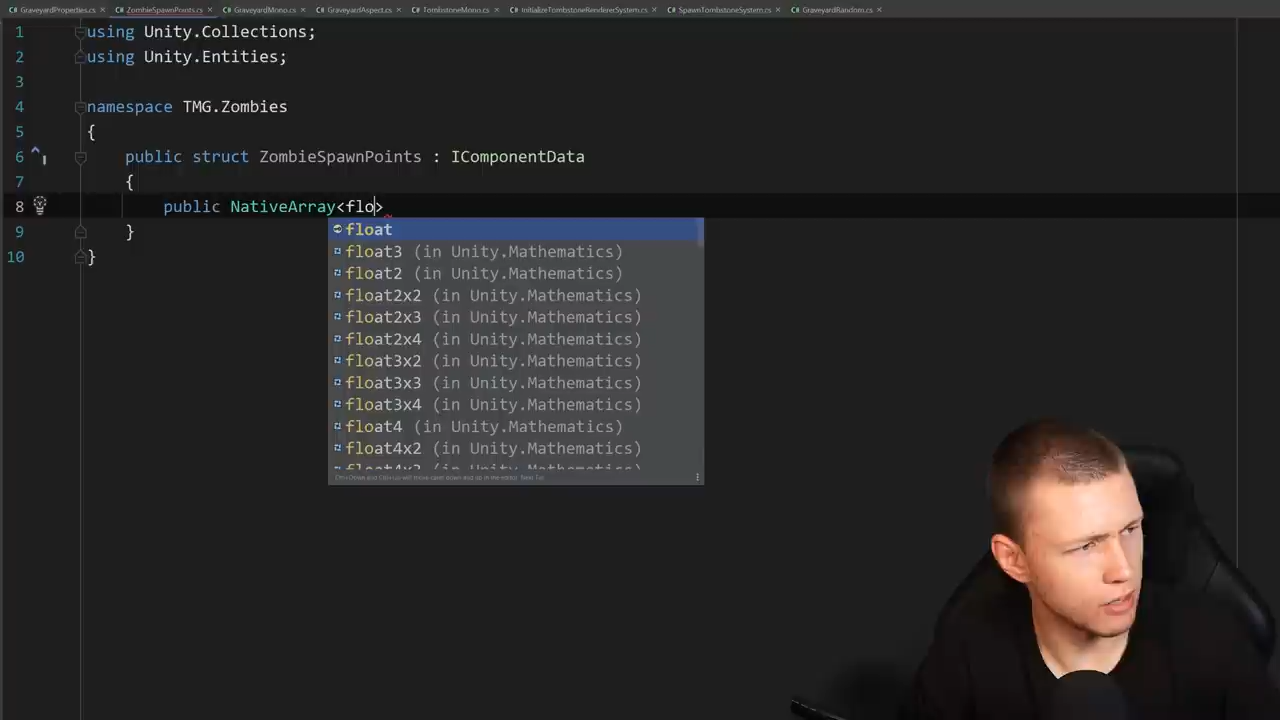 GraveyardProperties.cs ZombieSpawnPoints.cs GraveyardMono.cs GraveyardAspect.cs TombstoneMono.cs InitializeTombstoneRendererSystem.cs SpawnTombstoneSystem.cs GraveyardRandom.cs
1 using Unity.Collections;
2 using Unity.Entities;
3
4 namespace TMG.Zombies
5 {
6 public struct ZombieSpawnPoints : IComponentData
7 {
8 public NativeArray<flo>
float
float3 (in Unity.Mathematics)
float2 (in Unity.Mathematics)
float2x2 (in Unity.Mathematics)
float2x3 (in Unity.Mathematics)
float2x4 (in Unity.Mathematics)
float3x2 (in Unity.Mathematics)
float3x3 (in Unity.Mathematics)
float3x4 (in Unity.Mathematics)
float4 (in Unity.Mathematics)
float4x2 (in Unity.Mathematics)
9 }
10 }